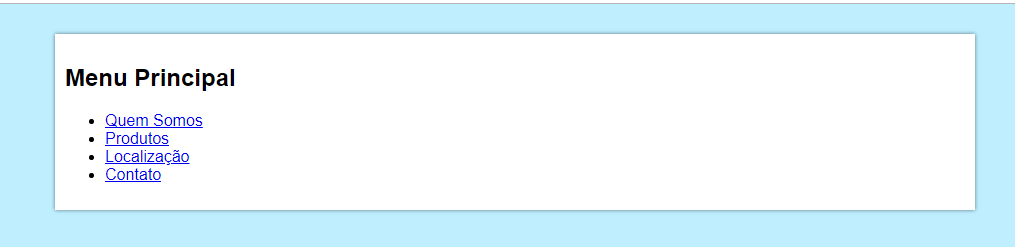 Menu Principal
Quem Somos
Produtos
Localização
Contato